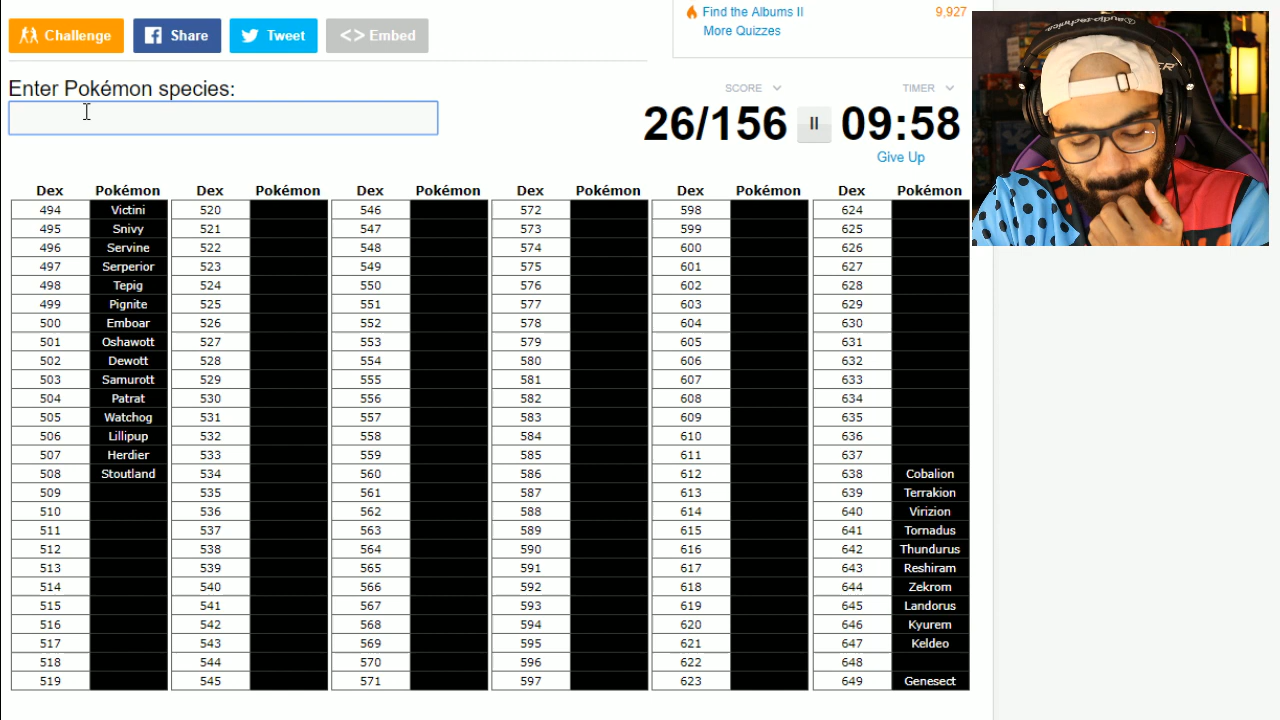 Find the Albums II 9,927
More Quizzes
Challenge Share Tweet <> Embed
Enter Pokémon species:
SCORE TIMER
26/156 II 09:58
Give Up
Dex Pokémon Dex Pokémon Dex Pokémon Dex Pokémon Dex Pokémon Dex Pokémon
494 Victini 520 546 572 598 624
495 Snivy 521 547 573 599 625
496 Servine 522 548 574 600 626
497 Serperior 523 549 575 601 627
498 Tepig 524 550 576 602 628
499 Pignite 525 551 577 603 629
500 Emboar 526 552 578 604 630
501 Oshawott 527 553 579 605 631
502 Dewott 528 554 580 606 632
503 Samurott 529 555 581 607 633
504 Patrat 530 556 582 608 634
505 Watchog 531 557 583 609 635
506 Lillipup 532 558 584 610 636
507 Herdier 533 559 585 611 637
508 Stoutland 534 560 586 612 638 Cobalion
509 535 561 587 613 639 Terrakion
510 536 562 588 614 640 Virizion
511 537 563 589 615 641 Tornadus
512 538 564 590 616 642 Thundurus
513 539 565 591 617 643 Reshiram
514 540 566 592 618 644 Zekrom
515 541 567 593 619 645 Landorus
516 542 568 594 620 646 Kyurem
517 543 569 595 621 647 Keldeo
518 544 570 596 622 648
519 545 571 597 623 649 Genesect
audio-technica